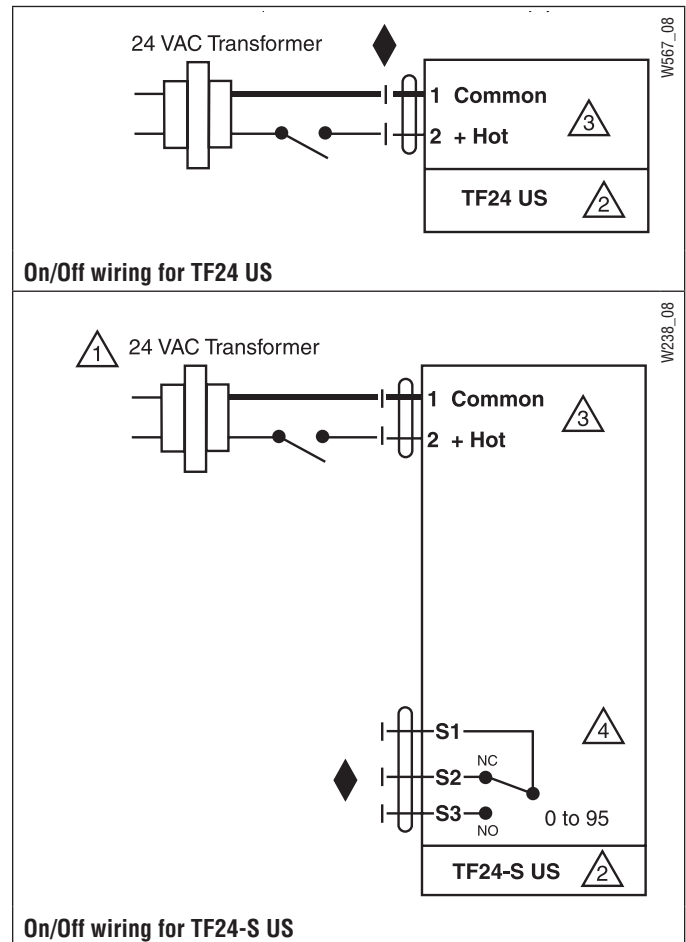 24 VAC Transformer
W567_08
1 Common
3
2 + Hot
TF24 US
2
On/Off wiring for TF24 US
W238_08
1
24 VAC Transformer
1 Common
3
2 + Hot
S1
4
NC
S2
S3
0 to 95
NO
TF24-S US
2
On/Off wiring for TF24-S US